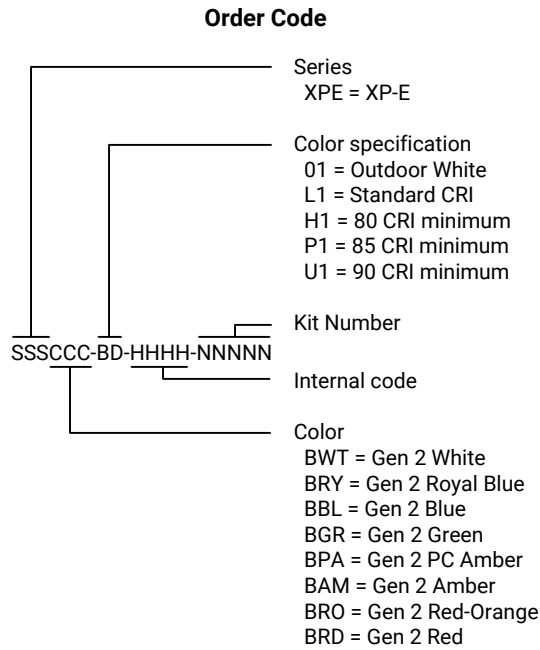 Order Code
Series
XPE = XP-E
Color specification
01 = Outdoor White
L1 = Standard CRI
H1 = 80 CRI minimum
P1 = 85 CRI minimum
U1 = 90 CRI minimum
Kit Number
SSSCCC-BD-HHHH-NNNNN
Internal code
Color
BWT = Gen 2 White
BRY = Gen 2 Royal Blue
BBL = Gen 2 Blue
BGR = Gen 2 Green
BPA = Gen 2 PC Amber
BAM = Gen 2 Amber
BRO = Gen 2 Red-Orange
BRD = Gen 2 Red